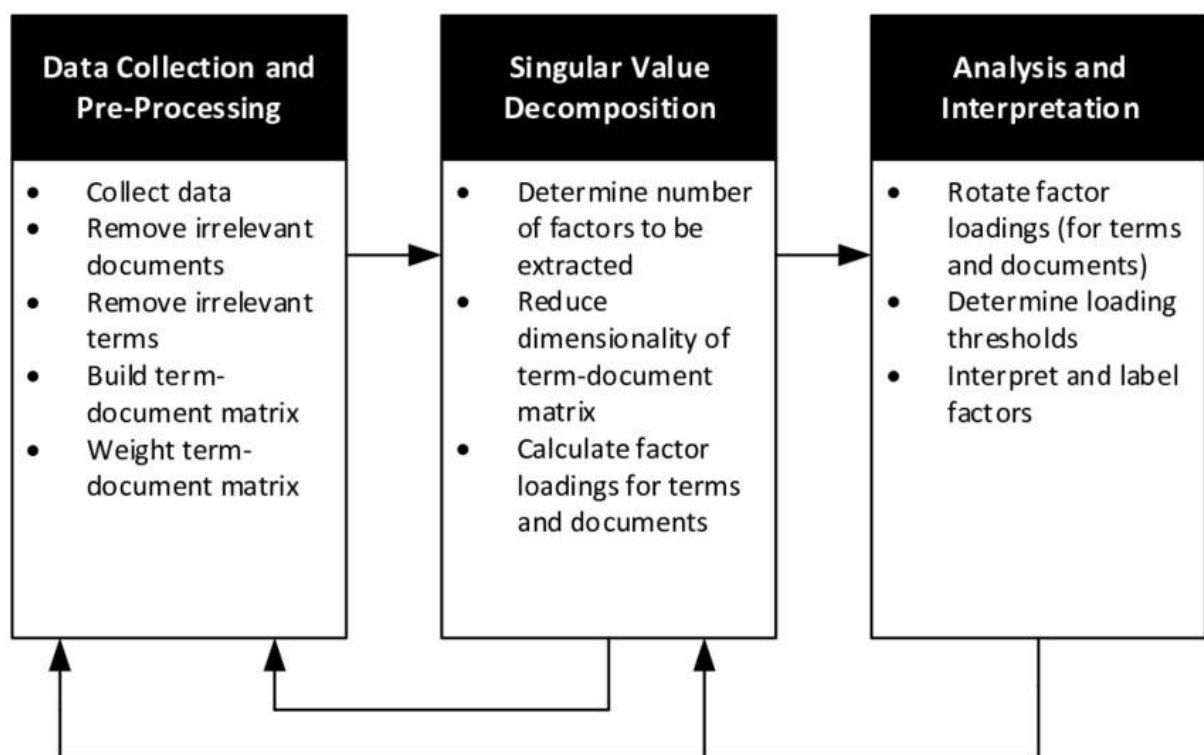 Data Collection and
Pre-Processing
• Collect data
• Remove irrelevant
documents
• Remove irrelevant
terms
• Build term-
document matrix
• Weight term-
document matrix
Singular Value
Decomposition
• Determine number
of factors to be
extracted
• Reduce
dimensionality of
term-document
matrix
• Calculate factor
loadings for terms
and documents
Analysis and
Interpretation
• Rotate factor
loadings (for terms
and documents)
• Determine loading
thresholds
• Interpret and label
factors